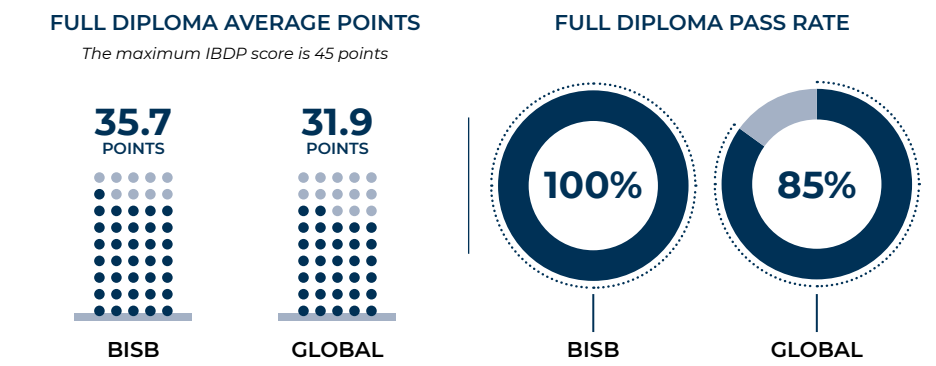 FULL DIPLOMA AVERAGE POINTS
The maximum IBDP score is 45 points
35.7
POINTS
BISB
31.9
POINTS
GLOBAL
FULL DIPLOMA PASS RATE
100%
BISB
85%
GLOBAL